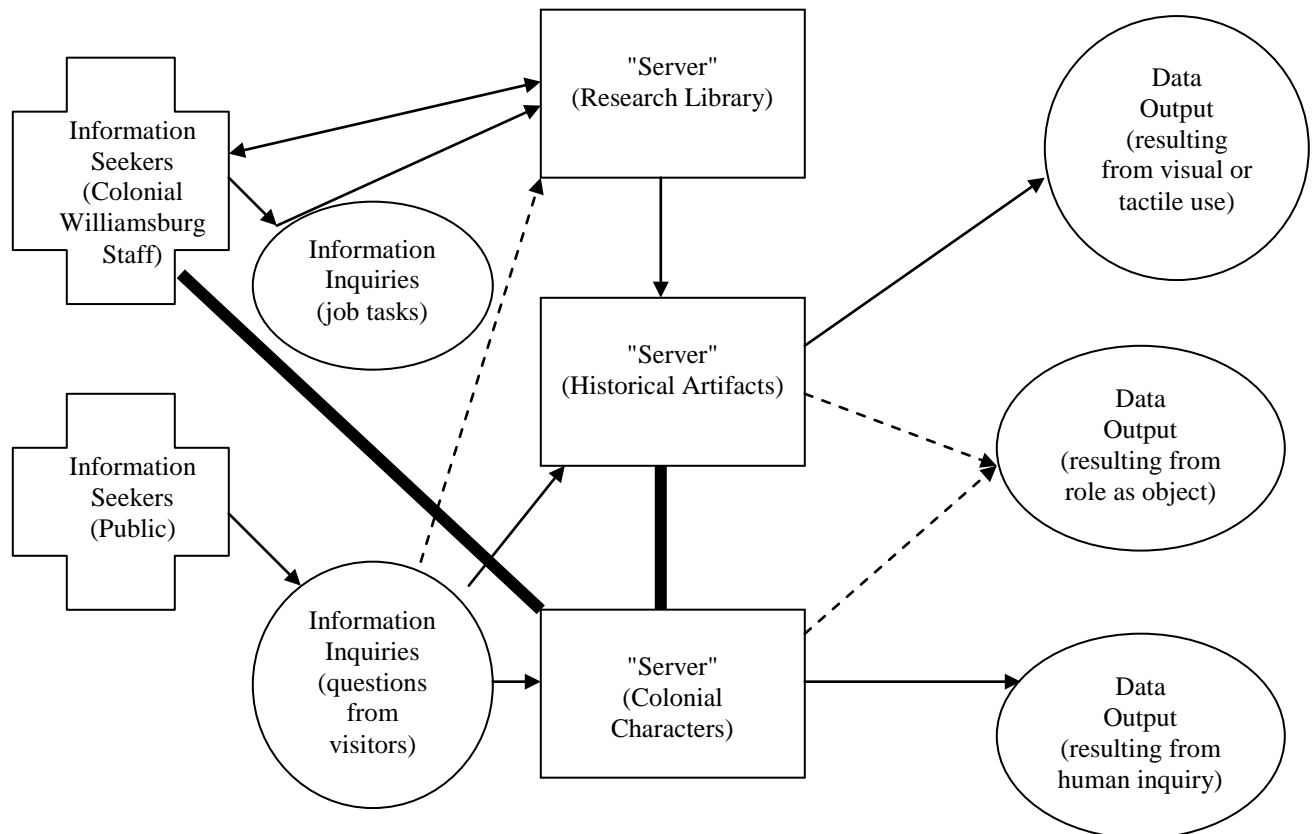 "Server"
(Research Library)
Data
Output
(resulting
from visual or
tactile use)
Information
Seekers
(Colonial
Williamsburg
Staff)
Information
Inquiries
(job tasks)
"Server"
(Historical Artifacts)
Data
Output
(resulting from
role as object)
Information
Seekers
(Public)
Information
Inquiries
(questions
from
visitors)
"Server"
(Colonial
Characters)
Data
Output
(resulting from
human inquiry)